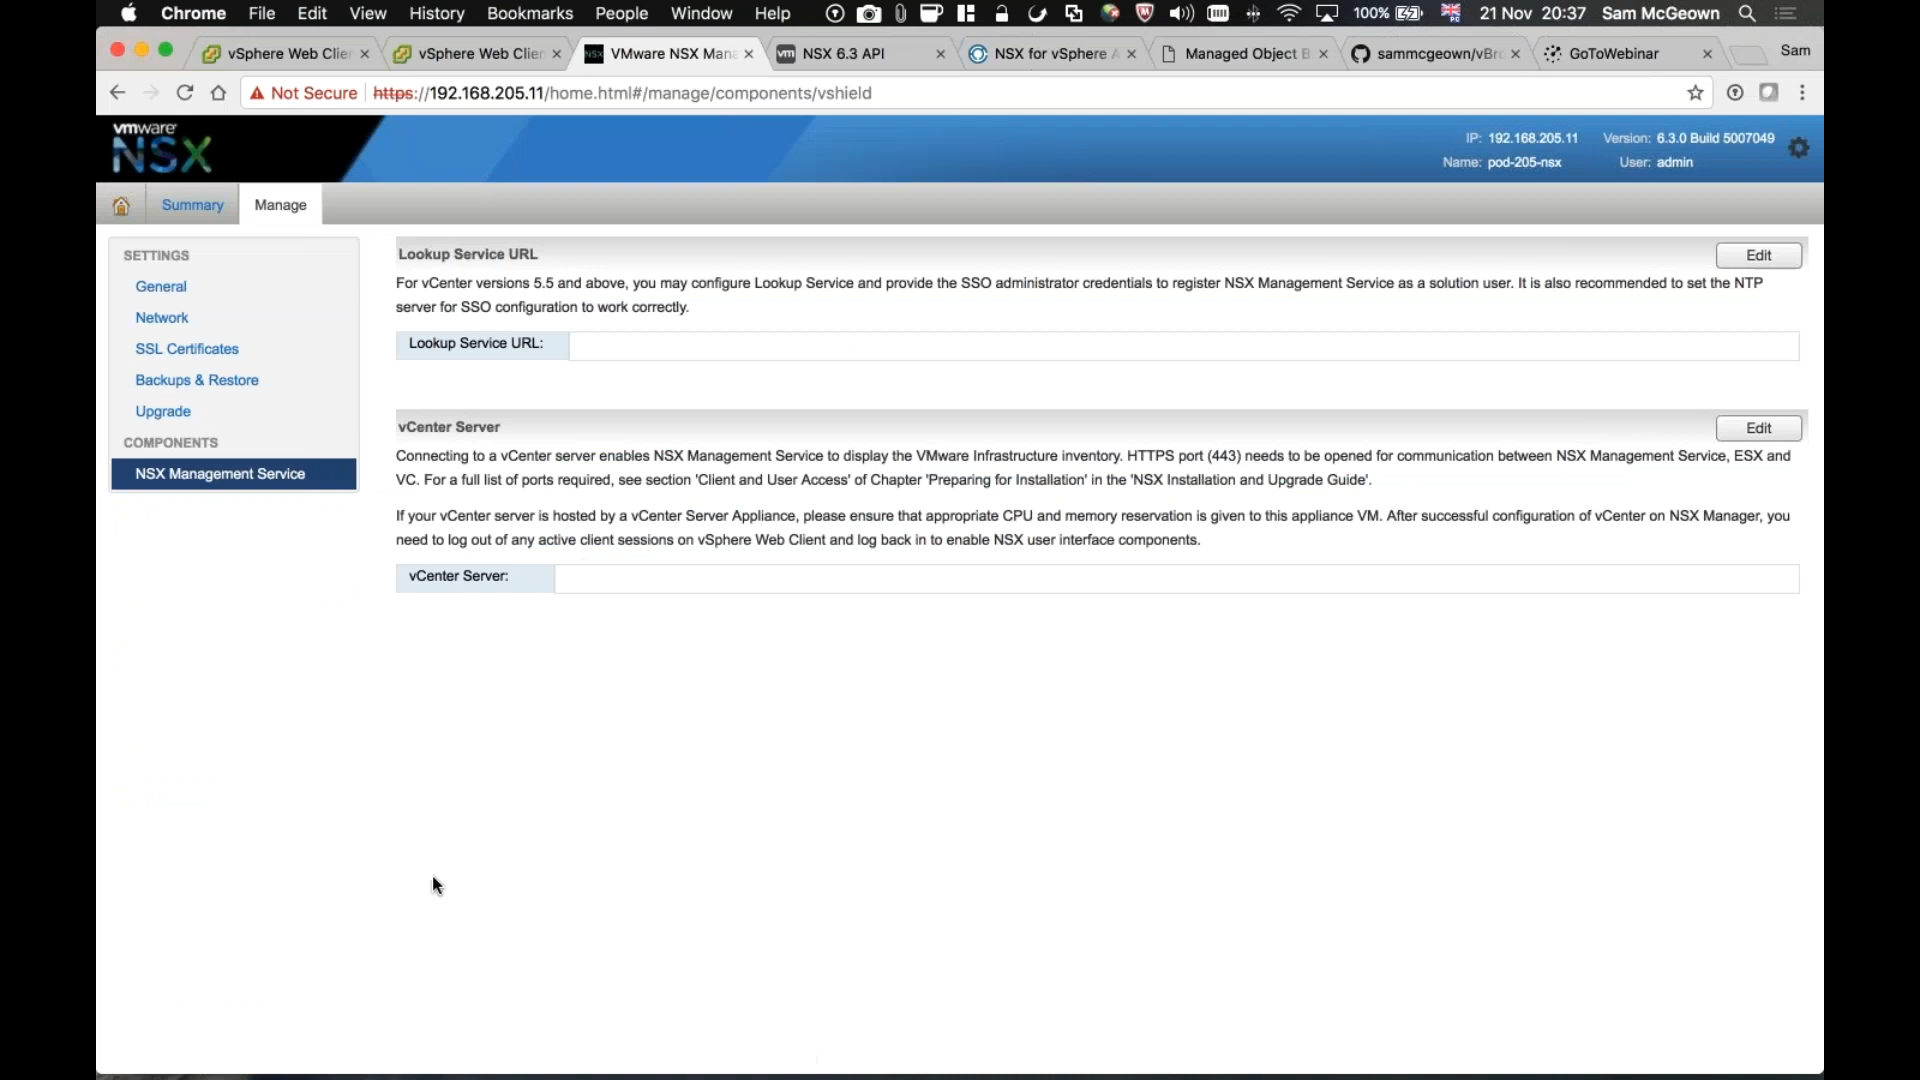 Chrome File Edit View History Bookmarks People Window Help 100% 21 Nov 20:37 Sam McGeown
vSphere Web Clie
vSphere Web Clie
VMware NSX Mana
NSX 6.3 API
NSX for vSphere A
Managed Object B
sammcgeown/vBr
GoToWebinar
Sam
Not Secure https://192.168.205.11/home.html#/manage/components/vshield
vmware
NSX
IP: 192.168.205.11 Version: 6.3.0 Build 5007049
Name: pod-205-nsx User: admin
Summary Manage
SETTINGS
General
Network
SSL Certificates
Backups & Restore
Upgrade
COMPONENTS
NSX Management Service
Lookup Service URL
Edit
For vCenter versions 5.5 and above, you may configure Lookup Service and provide the SSO administrator credentials to register NSX Management Service as a solution user. It is also recommended to set the NTP
server for SSO configuration to work correctly.
Lookup Service URL:
vCenter Server
Edit
Connecting to a vCenter server enables NSX Management Service to display the VMware Infrastructure inventory. HTTPS port (443) needs to be opened for communication between NSX Management Service, ESX and
VC. For a full list of ports required, see section 'Client and User Access' of Chapter 'Preparing for Installation' in the 'NSX Installation and Upgrade Guide'.
If your vCenter server is hosted by a vCenter Server Appliance, please ensure that appropriate CPU and memory reservation is given to this appliance VM. After successful configuration of vCenter on NSX Manager, you
need to log out of any active client sessions on vSphere Web Client and log back in to enable NSX user interface components.
vCenter Server: